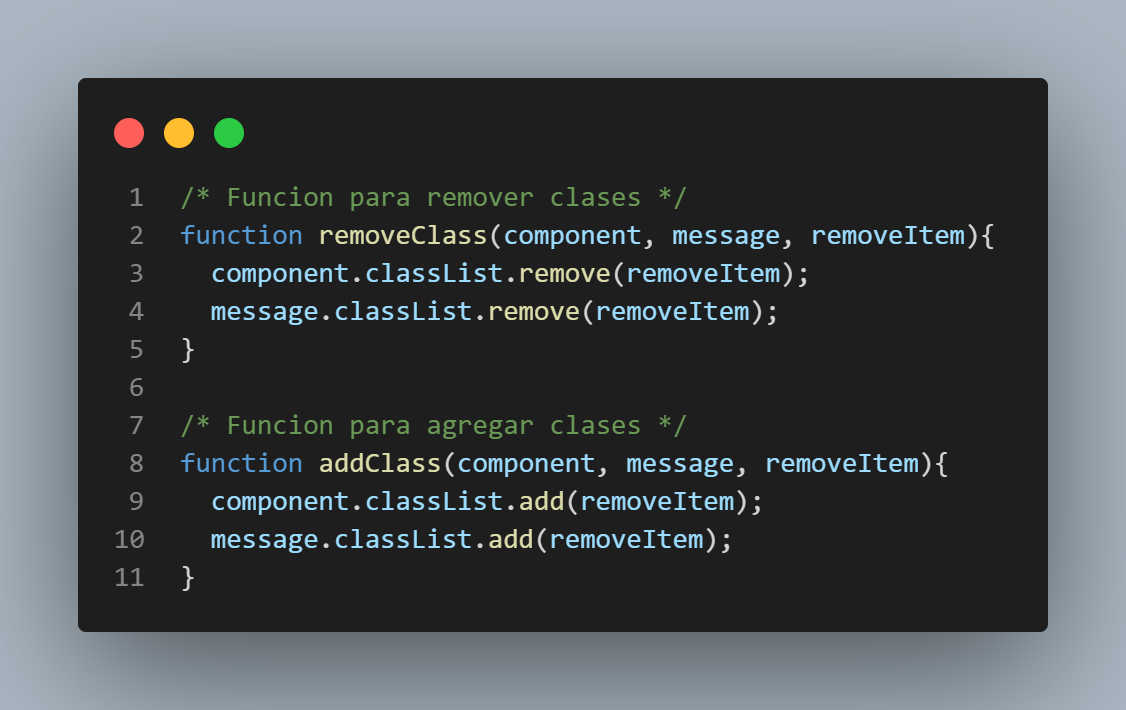 1 /* Funcion para remover clases */
2 function removeClass(component, message, removeItem){
3   component.classList.remove(removeItem);
4   message.classList.remove(removeItem);
5 }
6
7 /* Funcion para agregar clases */
8 function addClass(component, message, removeItem){
9   component.classList.add(removeItem);
10   message.classList.add(removeItem);
11 }